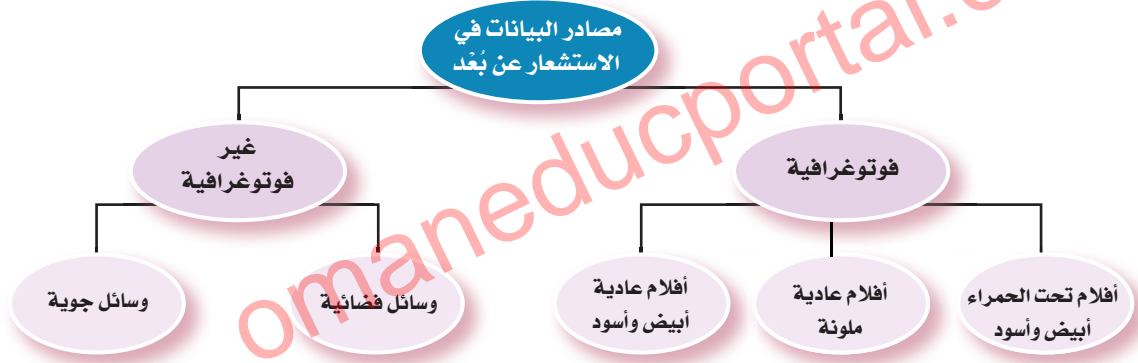 مصادر البيانات في
الاستشعار عن بُعْد
فوتوغرافية
غير
فوتوغرافية
أفلام تحت الحمراء
أبيض وأسود
أفلام عادية
ملونة
أفلام عادية
أبيض وأسود
وسائل فضائية
وسائل جوية
omaneducportal.c